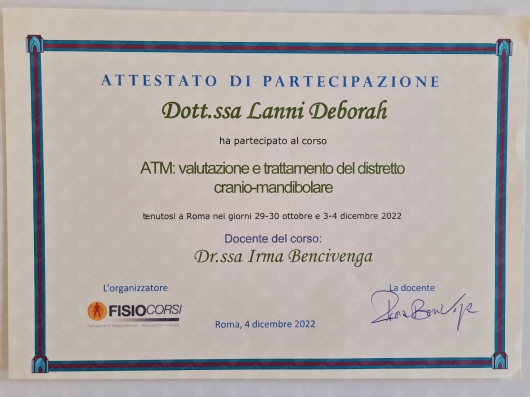 ATTESTATO DI PARTECIPAZIONE
Dott.ssa Lanni Deborah
ha partecipato al corso
ATM: valutazione e trattamento del distretto
cranio-mandibolare
tenutosi a Roma nei giorni 29-30 ottobre e 3-4 dicembre 2022
Docente del corso:
Dr.ssa Irma Bencivenga
L'organizzatore
La docente
FISIOCORSI
Roma, 4 dicembre 2022